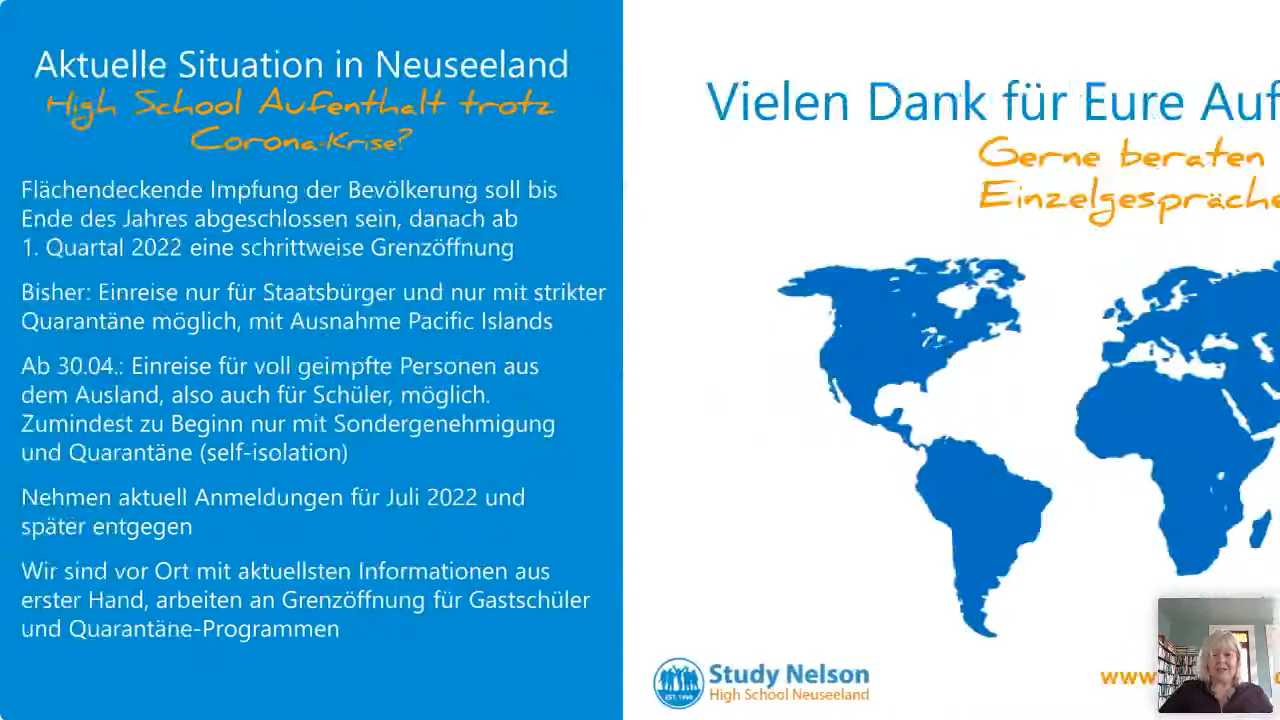 Aktuelle Situation in Neuseeland
High School Aufenthalt trotz
Corona-Krise?
Flächendeckende Impfung der Bevölkerung soll bis
Ende des Jahres abgeschlossen sein, danach ab
1. Quartal 2022 eine schrittweise Grenzöffnung
Bisher: Einreise nur für Staatsbürger und nur mit strikter
Quarantäne möglich, mit Ausnahme Pacific Islands
Ab 30.04.: Einreise für voll geimpfte Personen aus
dem Ausland, also auch für Schüler, möglich.
Zumindest zu Beginn nur mit Sondergenehmigung
und Quarantäne (self-isolation)
Nehmen aktuell Anmeldungen für Juli 2022 und
später entgegen
Wir sind vor Ort mit aktuellsten Informationen aus
erster Hand, arbeiten an Grenzöffnung für Gastschüler
und Quarantäne-Programmen
Vielen Dank für Eure Auf
Gerne beraten
Einzelgespräche
Study Nelson
High School Neuseeland
www